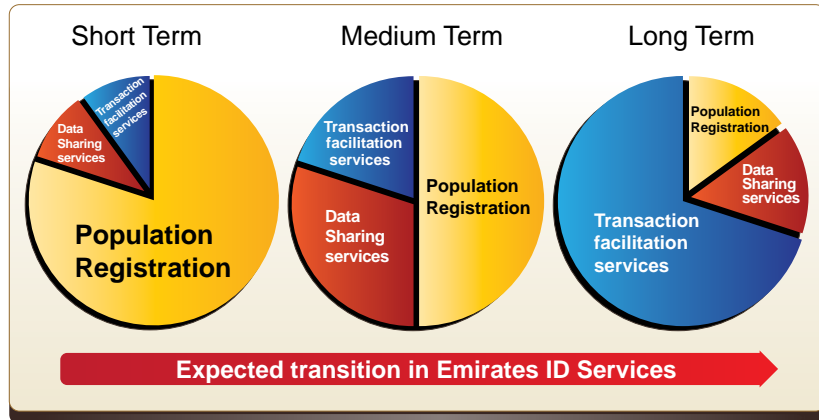 Short Term
Medium Term
Long Term
Transaction
facilitation
services
Data
Sharing
services
Population
Registration
Transaction
facilitation
services
Data
Sharing
services
Population
Registration
Population
Registration
Data
Sharing
services
Transaction
facilitation
services
Expected transition in Emirates ID Services